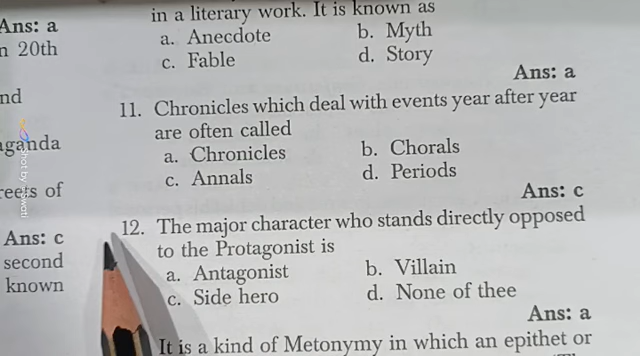 Ans: a
n 20th
nd
aganda
reets of
Ans: c
second
known
in a literary work. It is known as
a. Anecdote b. Myth
c. Fable d. Story
Ans: a
11. Chronicles which deal with events year after year
are often called
a. Chronicles b. Chorals
c. Annals d. Periods
Ans: c
12. The major character who stands directly opposed
to the Protagonist is
a. Antagonist b. Villain
c. Side hero d. None of thee
Ans: a
It is a kind of Metonymy in which an epithet or